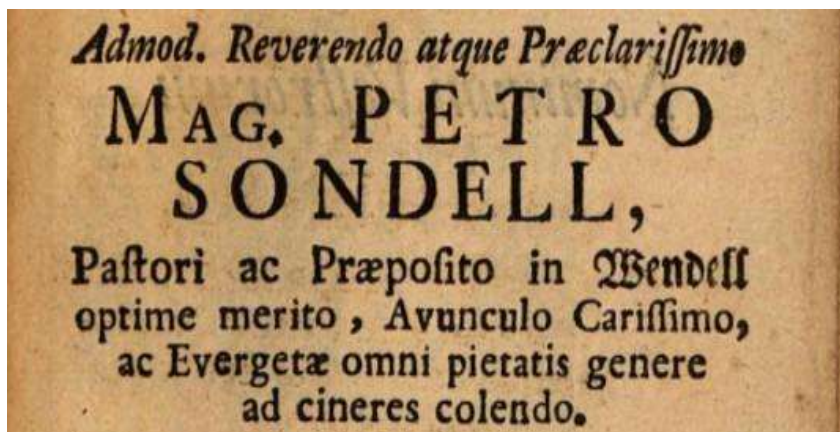 Admod. Reverendo atque Præclarissimo
MAG. PETRO
SONDELL,
Pastori ac Præposito in Wendell
optime merito, Avunculo Carissimo,
ac Evergetæ omni pietatis genere
ad cineres colendo.